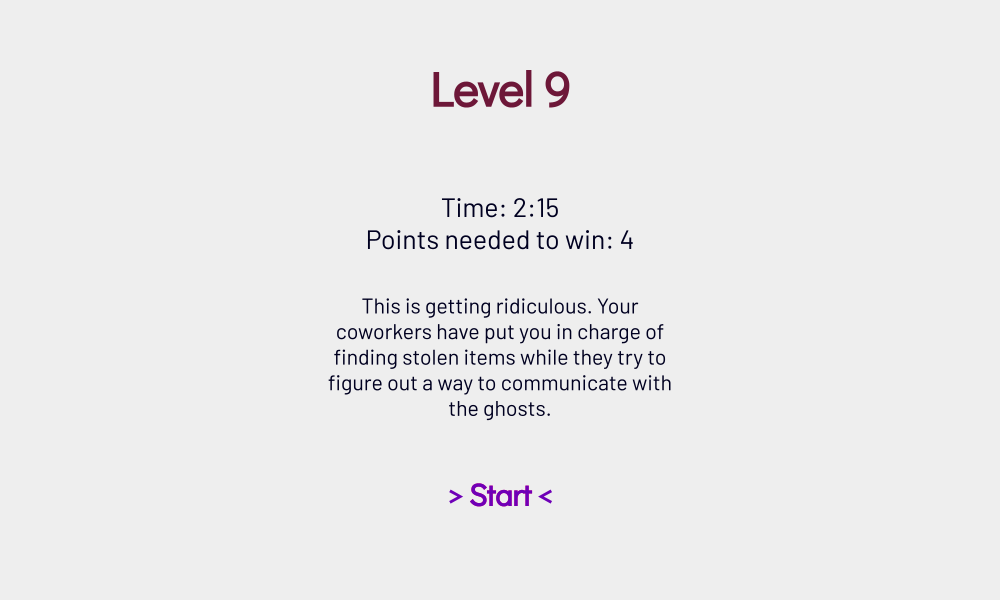 Level 9
Time: 2:15
Points needed to win: 4
This is getting ridiculous. Your
coworkers have put you in charge of
finding stolen items while they try to
figure out a way to communicate with
the ghosts.
> Start <